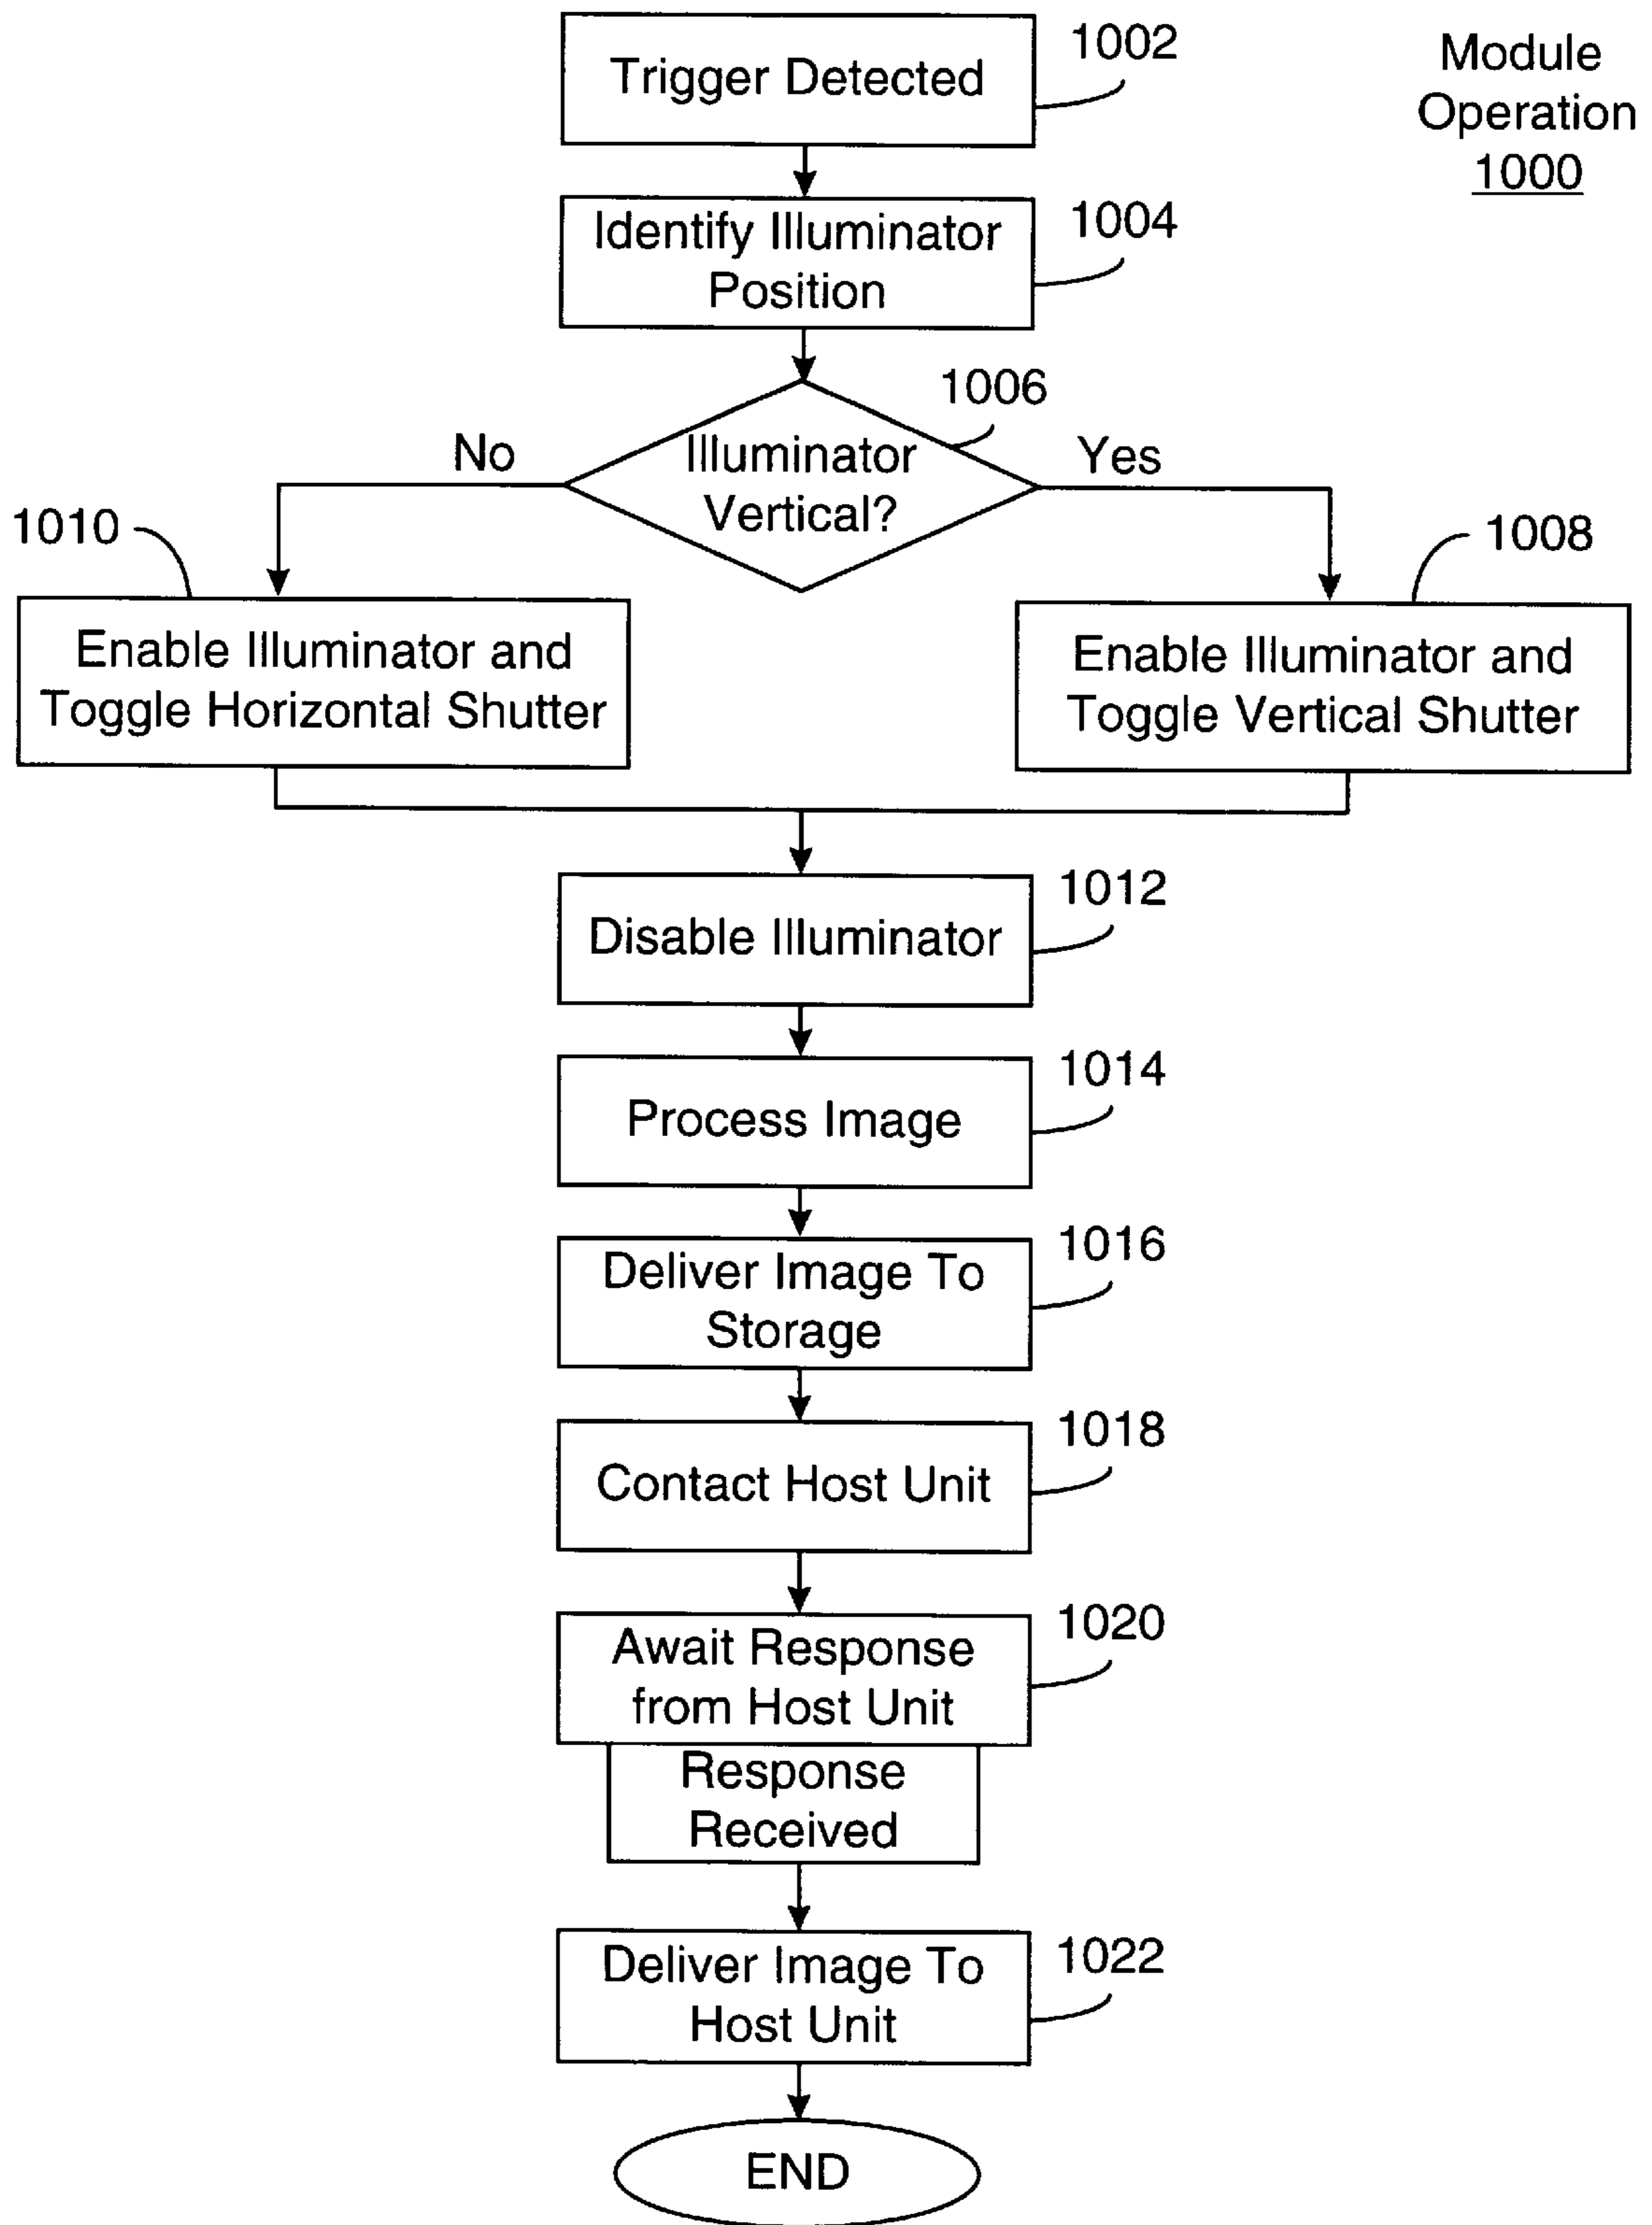 Module
Operation
1000
1002
Trigger Detected
1004
Identify Illuminator
Position
1006
Illuminator
Vertical?
No
Yes
1010
1008
Enable Illuminator and
Toggle Horizontal Shutter
Enable Illuminator and
Toggle Vertical Shutter
1012
Disable Illuminator
1014
Process Image
1016
Deliver Image To
Storage
1018
Contact Host Unit
1020
Await Response
from Host Unit
Response
Received
1022
Deliver Image To
Host Unit
END